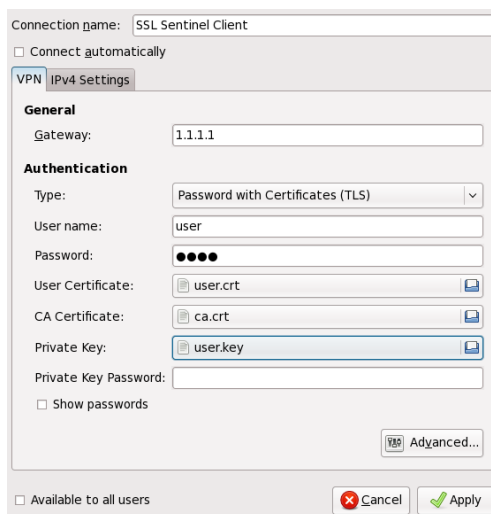 Connection name: SSL Sentinel Client
Connect automatically
VPN IPv4 Settings
General
Gateway: 1.1.1.1
Authentication
Type: Password with Certificates (TLS)
User name: user
Password: ●●●●
User Certificate: user.crt
CA Certificate: ca.crt
Private Key: user.key
Private Key Password:
Show passwords
Advanced...
Available to all users Cancel Apply